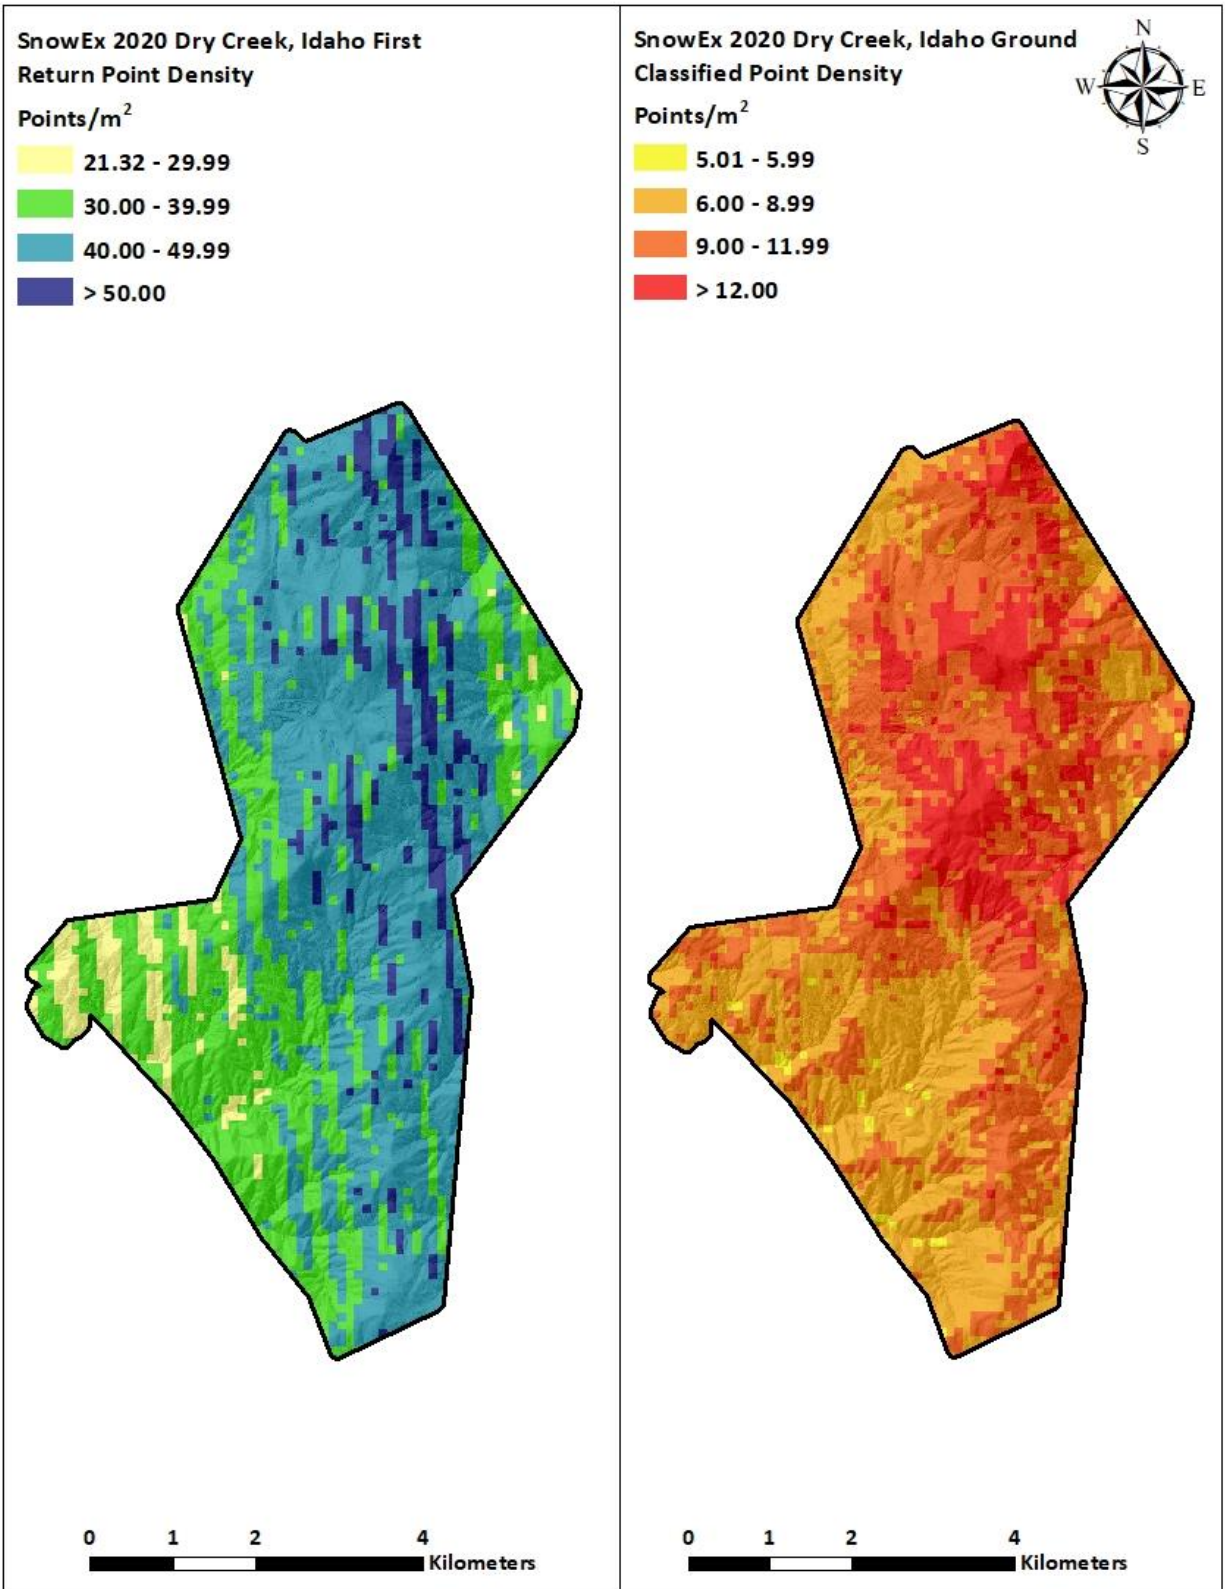 SnowEx 2020 Dry Creek, Idaho First
Return Point Density
Points/m²
21.32 - 29.99
30.00 - 39.99
40.00 - 49.99
> 50.00
0 1 2 4
Kilometers
SnowEx 2020 Dry Creek, Idaho Ground
Classified Point Density
Points/m²
5.01 - 5.99
6.00 - 8.99
9.00 - 11.99
> 12.00
N
W E
S
0 1 2 4
Kilometers